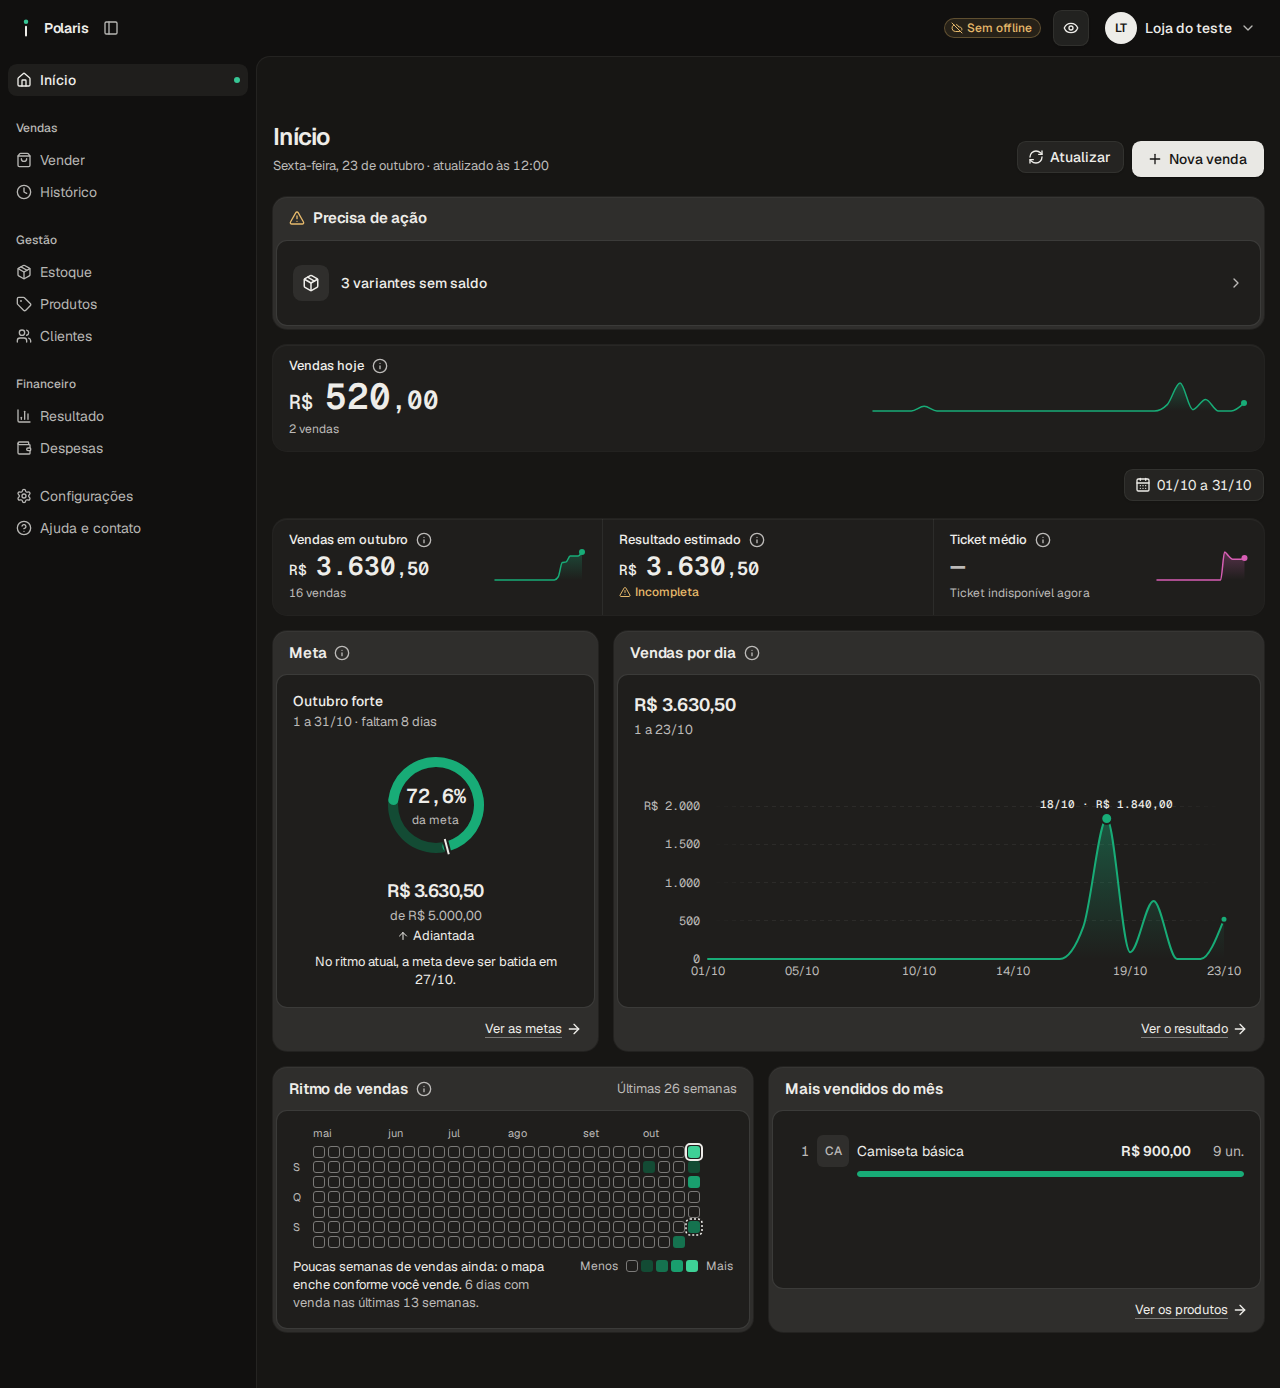 Polaris
Sem offline
LT
Loja do teste
Início
Vendas
Vender
Histórico
Gestão
Estoque
Produtos
Clientes
Financeiro
Resultado
Despesas
Configurações
Ajuda e contato
Início
Sexta-feira, 23 de outubro · atualizado às 12:00
Atualizar
Nova venda
Precisa de ação
3 variantes sem saldo
Vendas hoje
R$ 520,00
2 vendas
01/10 a 31/10
Vendas em outubro
R$ 3.630,50
16 vendas
Resultado estimado
R$ 3.630,50
Incompleta
Ticket médio
—
Ticket indisponível agora
Meta
Outubro forte
1 a 31/10 · faltam 8 dias
72,6%
da meta
R$ 3.630,50
de R$ 5.000,00
Adiantada
No ritmo atual, a meta deve ser batida em
27/10.
Ver as metas
Vendas por dia
R$ 3.630,50
1 a 23/10
18/10 · R$ 1.840,00
R$ 2.000
1.500
1.000
500
0
01/10 05/10 10/10 14/10 19/10 23/10
Ver o resultado
Ritmo de vendas
Últimas 26 semanas
mai jun jul ago set out
S
Q
S
Poucas semanas de vendas ainda: o mapa
enche conforme você vende. 6 dias com
venda nas últimas 13 semanas.
Menos
Mais
Mais vendidos do mês
1 CA Camiseta básica R$ 900,00 9 un.
Ver os produtos